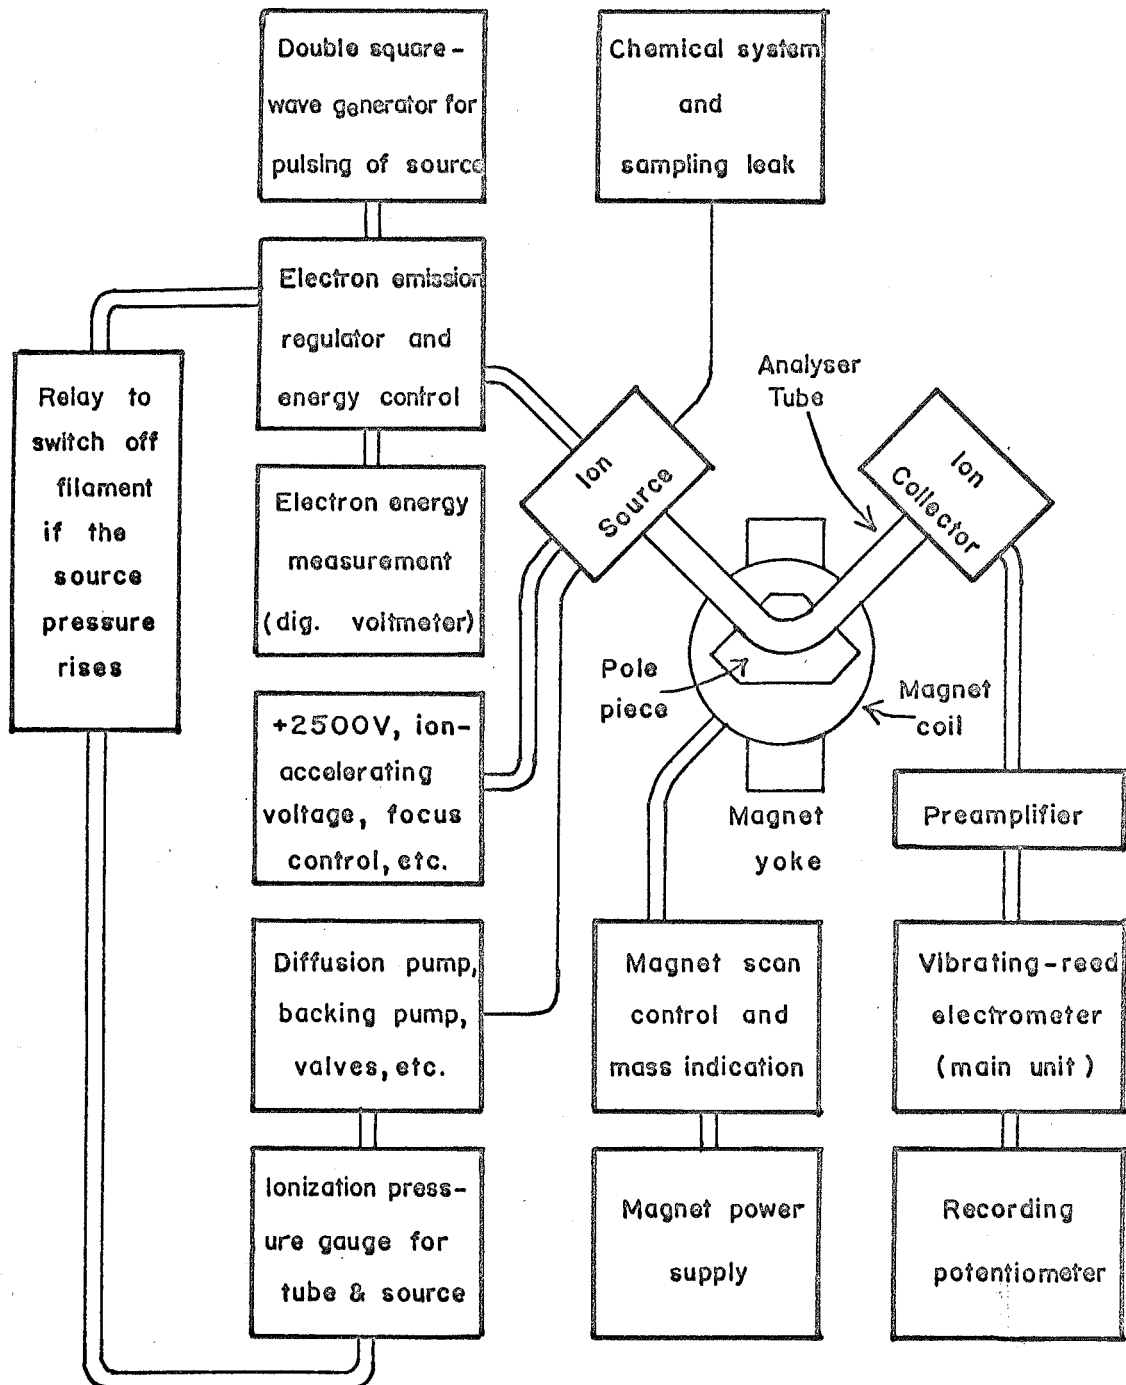 Double square-
wave generator for
pulsing of source
Chemical system
and
sampling leak
Electron emission
regulator and
energy control
Relay to
switch off
filament
if the
source
pressure
rises
Analyser
Tube
Ion
Source
Ion
Collector
Electron energy
measurement
(dig. voltmeter)
Pole
piece
Magnet
coil
+2500V, ion-
accelerating
voltage, focus
control, etc.
Magnet
yoke
Preamplifier
Diffusion pump,
backing pump,
valves, etc.
Magnet scan
control and
mass indication
Vibrating-reed
electrometer
(main unit)
Ionization press-
ure gauge for
tube & source
Magnet power
supply
Recording
potentiometer